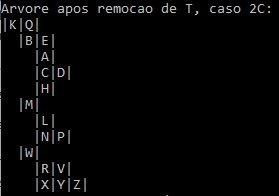 Arvore apos remocao de T, caso 2C:
|K|Q|
  |B|E|
    |A|
    |C|D|
    |H|
  |M|
    |L|
    |N|P|
  |W|
    |R|V|
    |X|Y|Z|